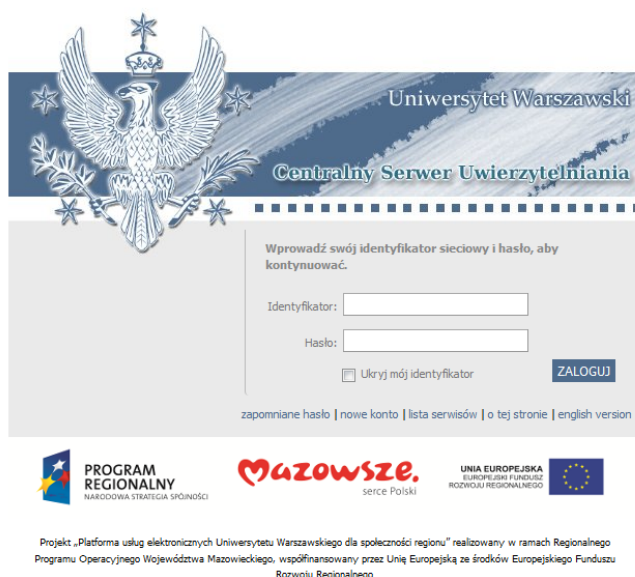 Uniwersytet Warszawski
Centralny Serwer Uwierzytelniania
Wprowadź swój identyfikator sieciowy i hasło, aby
kontynuować.
Identyfikator:
Hasło:
Ukryj mój identyfikator
ZALOGUJ
zapomniane hasło | nowe konto | lista serwisów | o tej stronie | english version
PROGRAM
REGIONALNY
NARODOWA STRATEGIA SPÓJNOŚCI
mazowsze.
serce Polski
UNIA EUROPEJSKA
EUROPEJSKI FUNDUSZ
ROZWOJU REGIONALNEGO
Projekt „Platforma usług elektronicznych Uniwersytetu Warszawskiego dla społeczności regionu" realizowany w ramach Regionalnego
Programu Operacyjnego Województwa Mazowieckiego, współfinansowany przez Unię Europejską ze środków Europejskiego Funduszu
Rozwoju Regionalnego